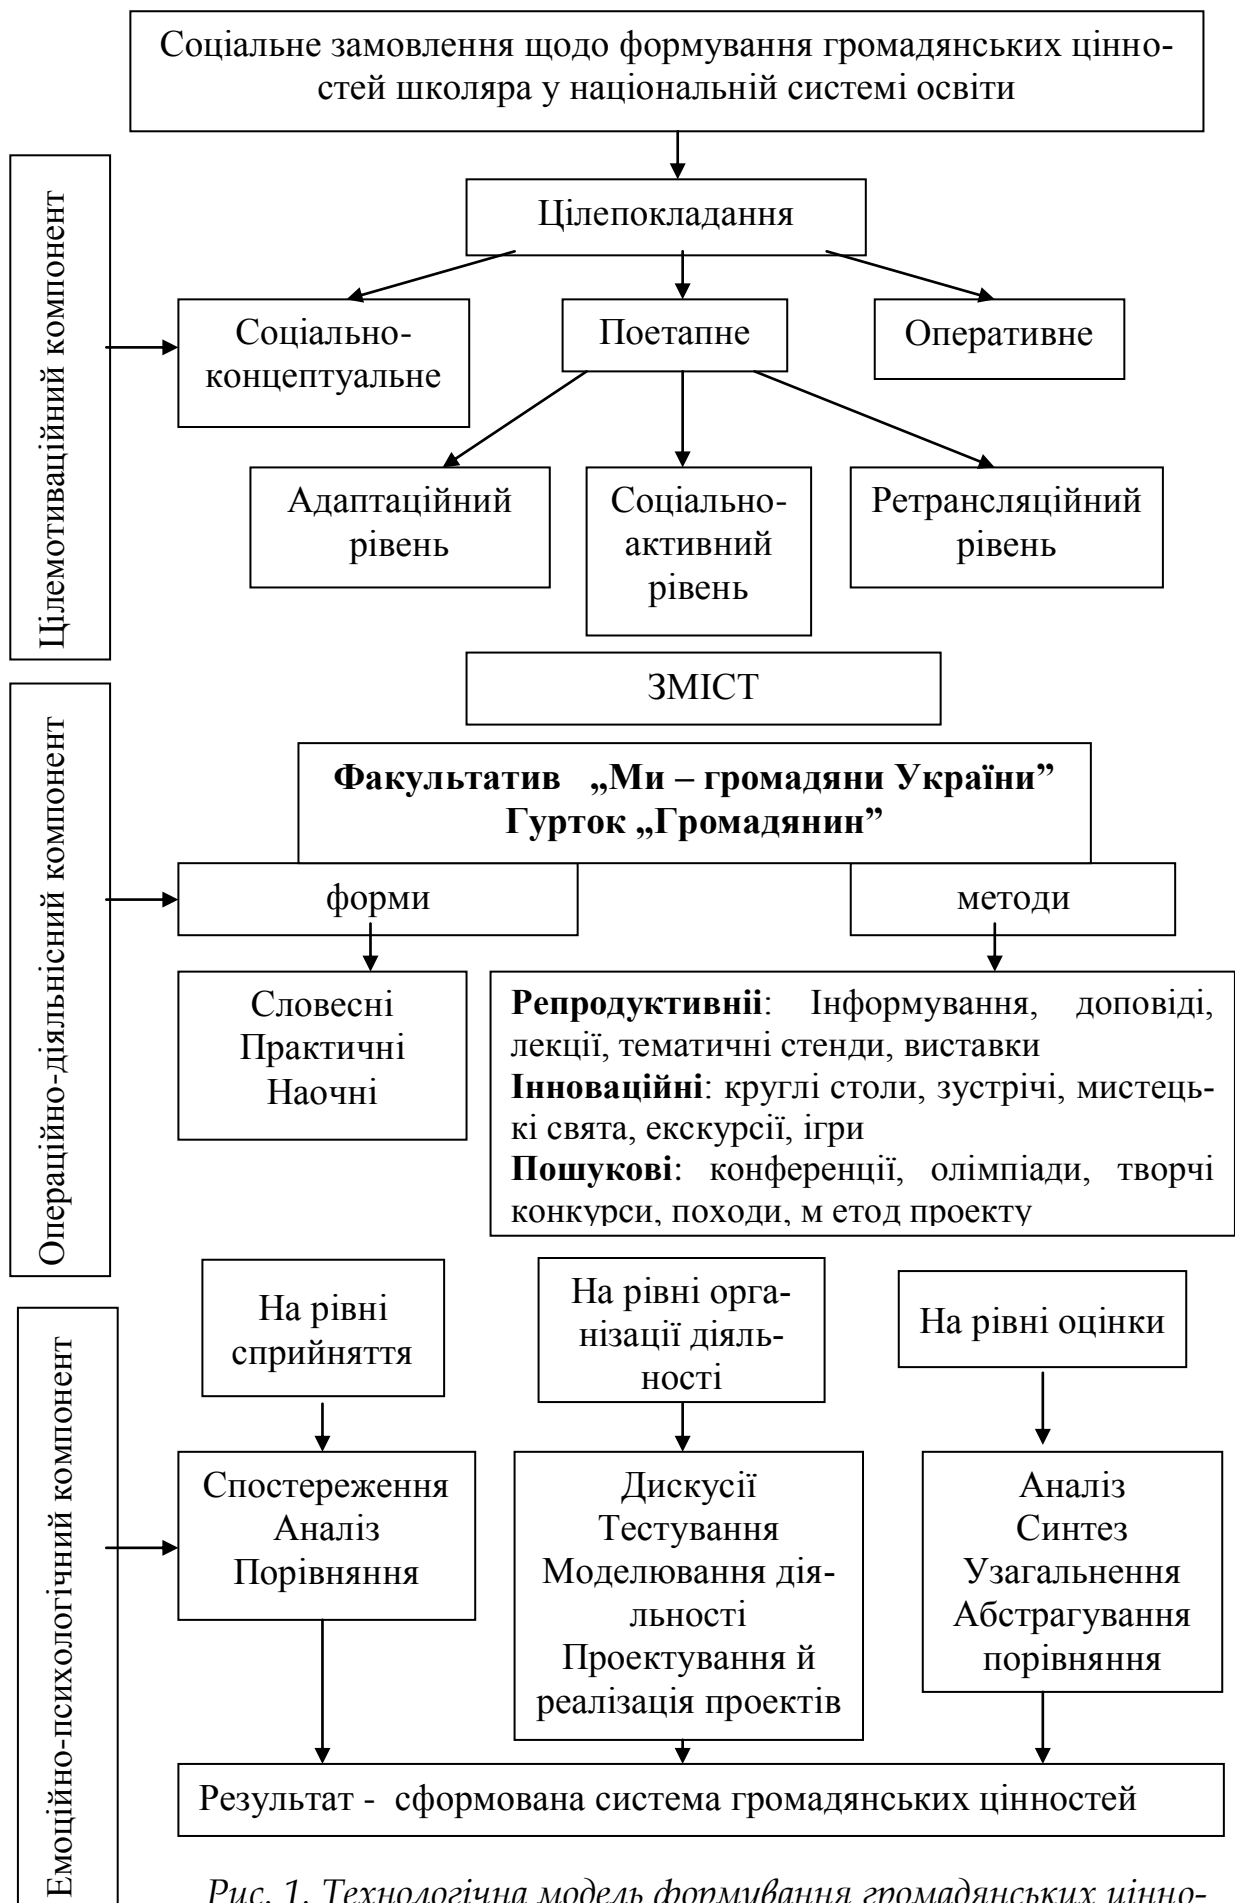 Соціальне замовлення щодо формування громадянських цінно-
стей школяра у національній системі освіти
Цілемотиваційний компонент
Цілепокладання
Соціально-
концептуальне
Поетапне
Оперативне
Адаптаційний
рівень
Соціально-
активний
рівень
Ретрансляційний
рівень
ЗМІСТ
Операційно-діяльнісний компонент
Факультатив „Ми – громадяни України”
Гурток „Громадянин”
форми
методи
Словесні
Практичні
Наочні
Репродуктивніі: Інформування, доповіді,
лекції, тематичні стенди, виставки
Інноваційні: круглі столи, зустрічі, мистець-
кі свята, екскурсії, ігри
Пошукові: конференції, олімпіади, творчі
конкурси, походи, м етод проекту
Емоційно-психологічний компонент
На рівні
сприйняття
На рівні орга-
нізації діяль-
ності
На рівні оцінки
Спостереження
Аналіз
Порівняння
Дискусії
Тестування
Моделювання дія-
льності
Проектування й
реалізація проектів
Аналіз
Синтез
Узагальнення
Абстрагування
порівняння
Результат - сформована система громадянських цінностей
Рис. 1. Технологічна модель формування громадянських цінно-